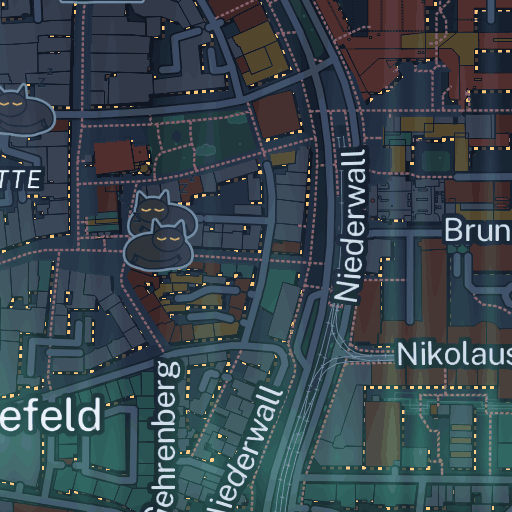 TTE
Niederwall
Brun
Nikolaus
efeld
Gehrenberg
Niederwall